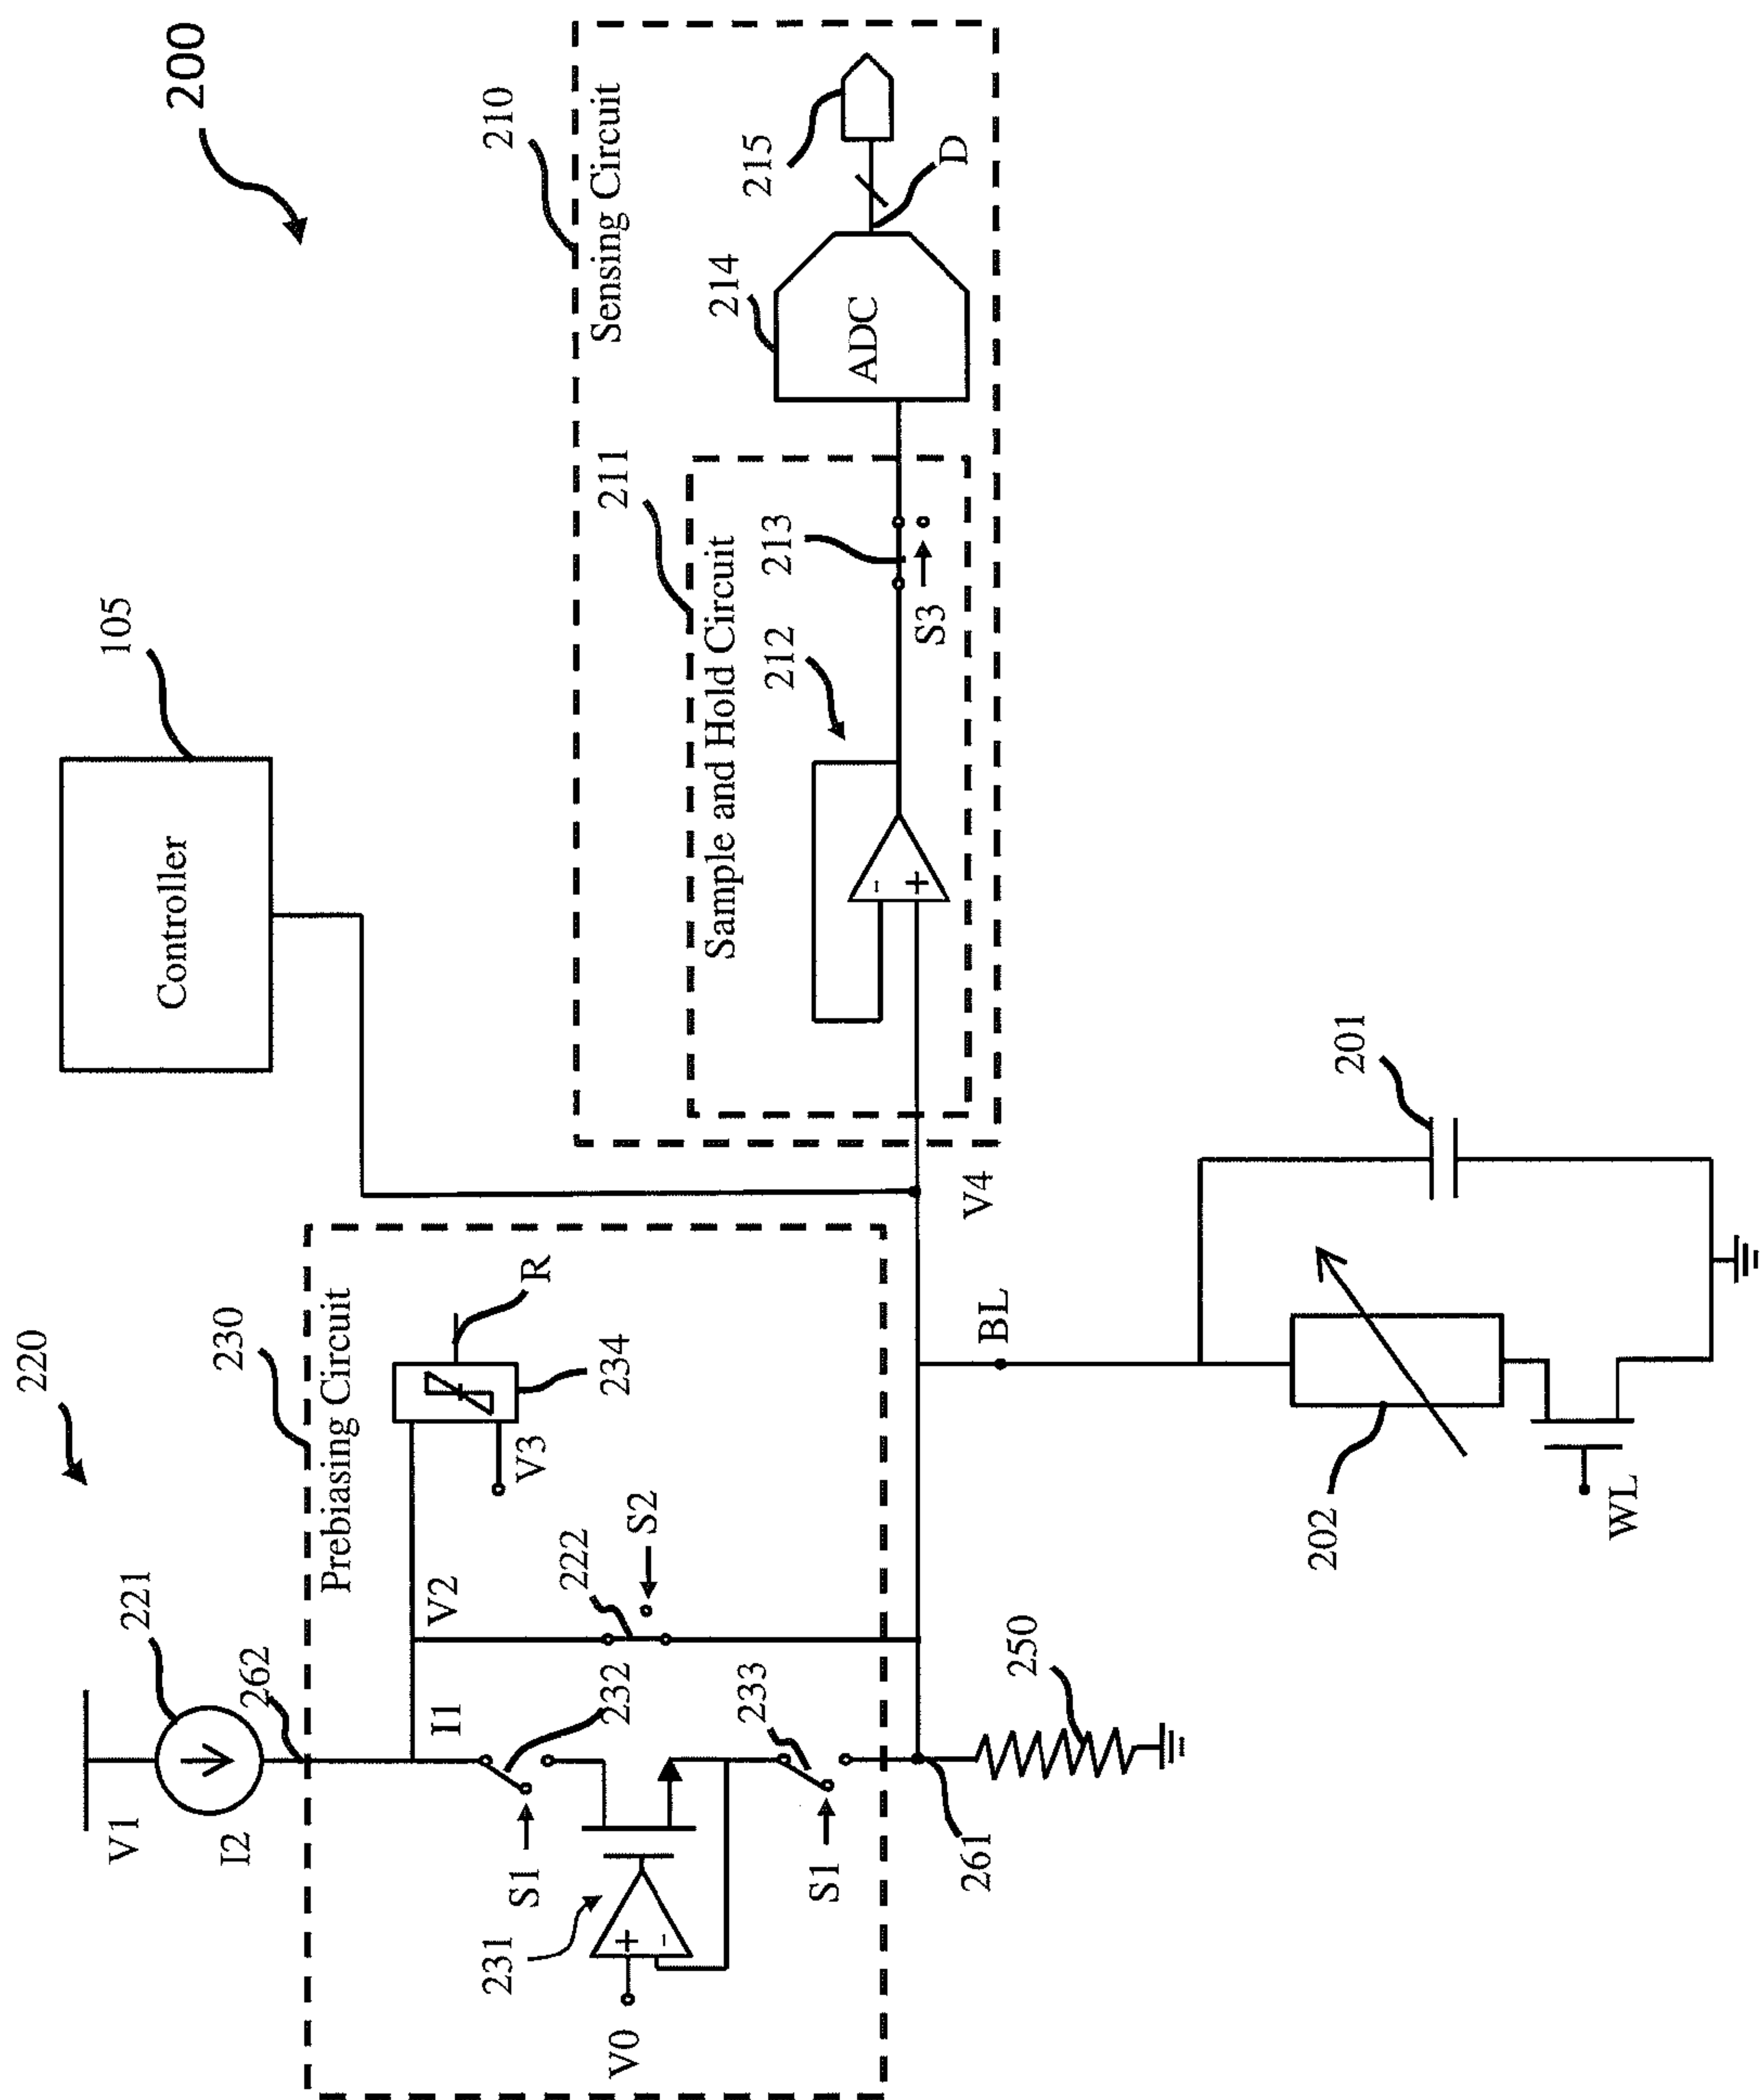 200
220
V1
221
I2
262
230
Prebiasing Circuit
I1
V2
R
234
V3
S1
232
222
S2
231
V0
233
S1
261
250
Controller
105
210
Sensing Circuit
211
Sample and Hold Circuit
212
213
S3
214
ADC
215
D
V4
BL
201
202
WL
+
-
-
+